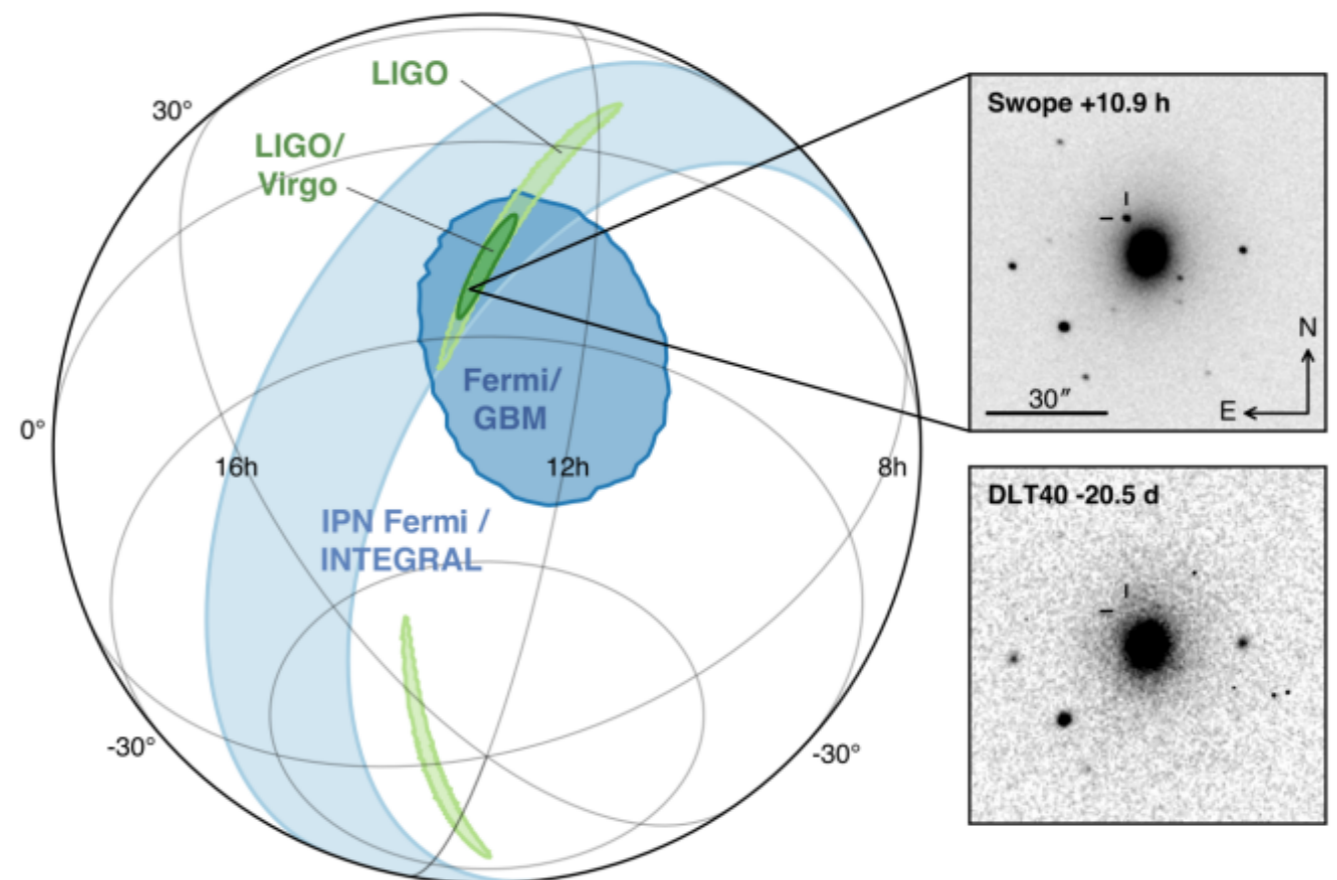 LIGO
30°
LIGO/
Virgo
0°
16h
12h
8h
Fermi/
GBM
IPN Fermi /
INTEGRAL
-30°
-30°
Swope +10.9 h
N
30″
E
DLT40 -20.5 d